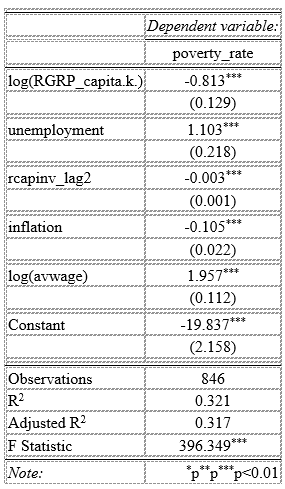 Dependent variable:
poverty_rate
log(RGRP_capita.k.) -0.813***
(0.129)
unemployment 1.103***
(0.218)
rcapinv_lag2 -0.003***
(0.001)
inflation -0.105***
(0.022)
log(avwage) 1.957***
(0.112)
Constant -19.837***
(2.158)
Observations 846
R2 0.321
Adjusted R2 0.317
F Statistic 396.349***
Note: *p**p***p<0.01